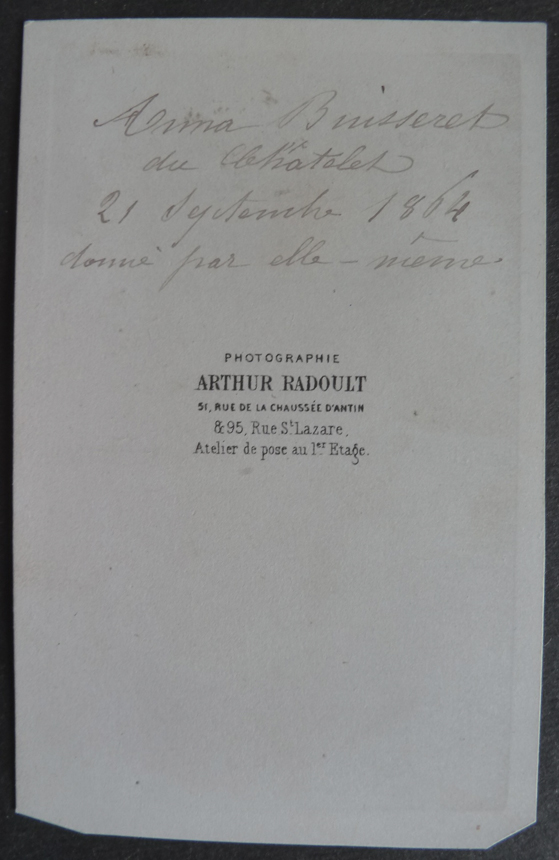 Anna Buisseret
du Châtelet
21 Septembre 1864
donné par elle-même
PHOTOGRAPHIE
ARTHUR RADOULT
51, RUE DE LA CHAUSSÉE D'ANTIN
& 95, Rue St. Lazare,
Atelier de pose au 1er Etage.